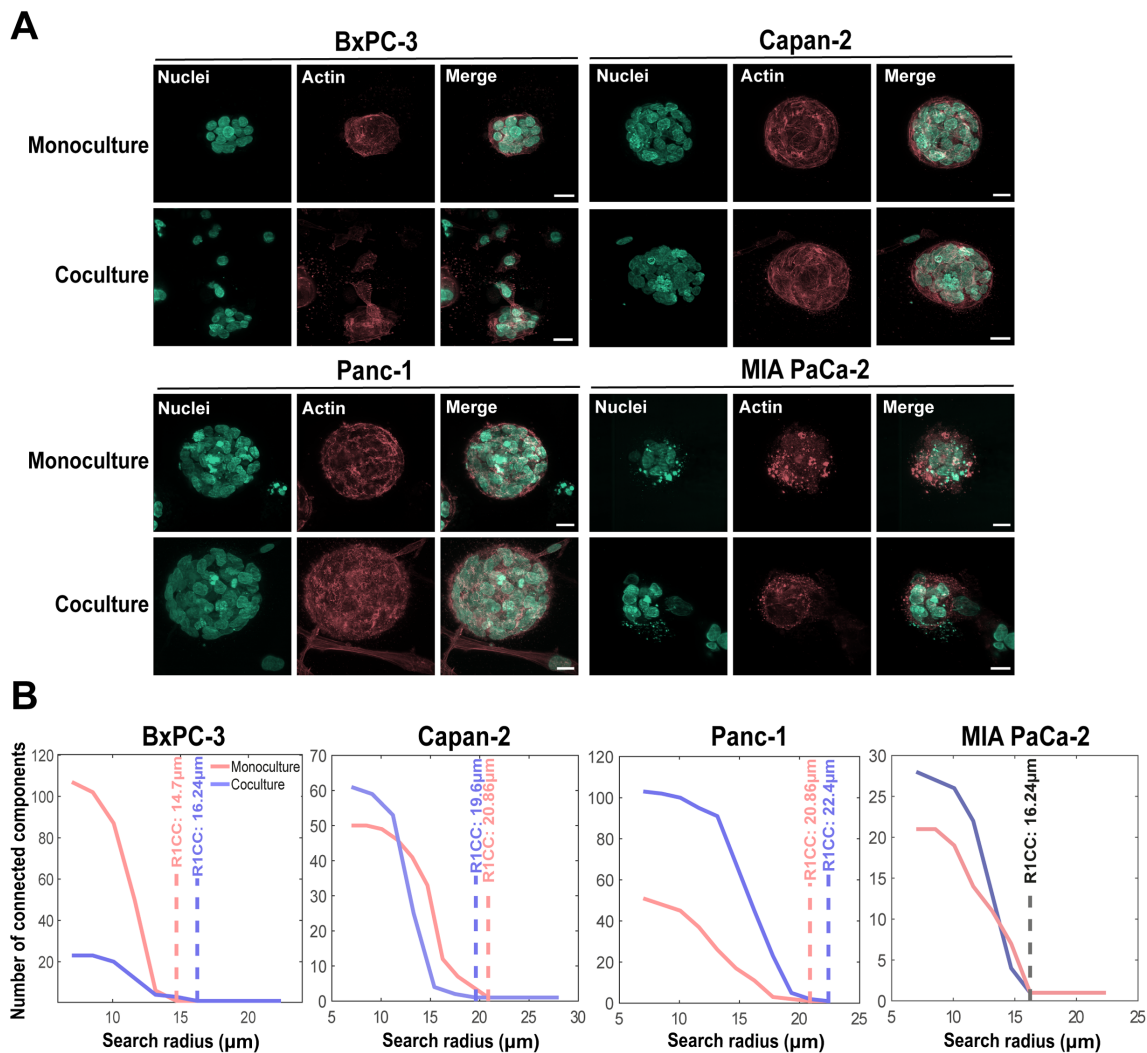 A
BxPC-3 Capan-2
Nuclei Actin Merge Nuclei Actin Merge
Monoculture
Coculture
Panc-1 MIA PaCa-2
Nuclei Actin Merge Nuclei Actin Merge
Monoculture
Coculture
B
BxPC-3
Number of connected components
120
100
80
60
40
20
Monoculture
Coculture
R1CC: 14.7µm
R1CC: 16.24µm
10 15 20
Search radius (µm)
Capan-2
70
60
50
40
30
20
10
0
R1CC: 19.6µm
R1CC: 20.86µm
5 10 15 20 25 30
Search radius (µm)
Panc-1
120
100
80
60
40
20
0
R1CC: 20.86µm
R1CC: 22.4µm
5 10 15 20 25
Search radius (µm)
MIA PaCa-2
30
25
20
15
10
5
0
R1CC: 16.24µm
5 10 15 20 25
Search radius (µm)